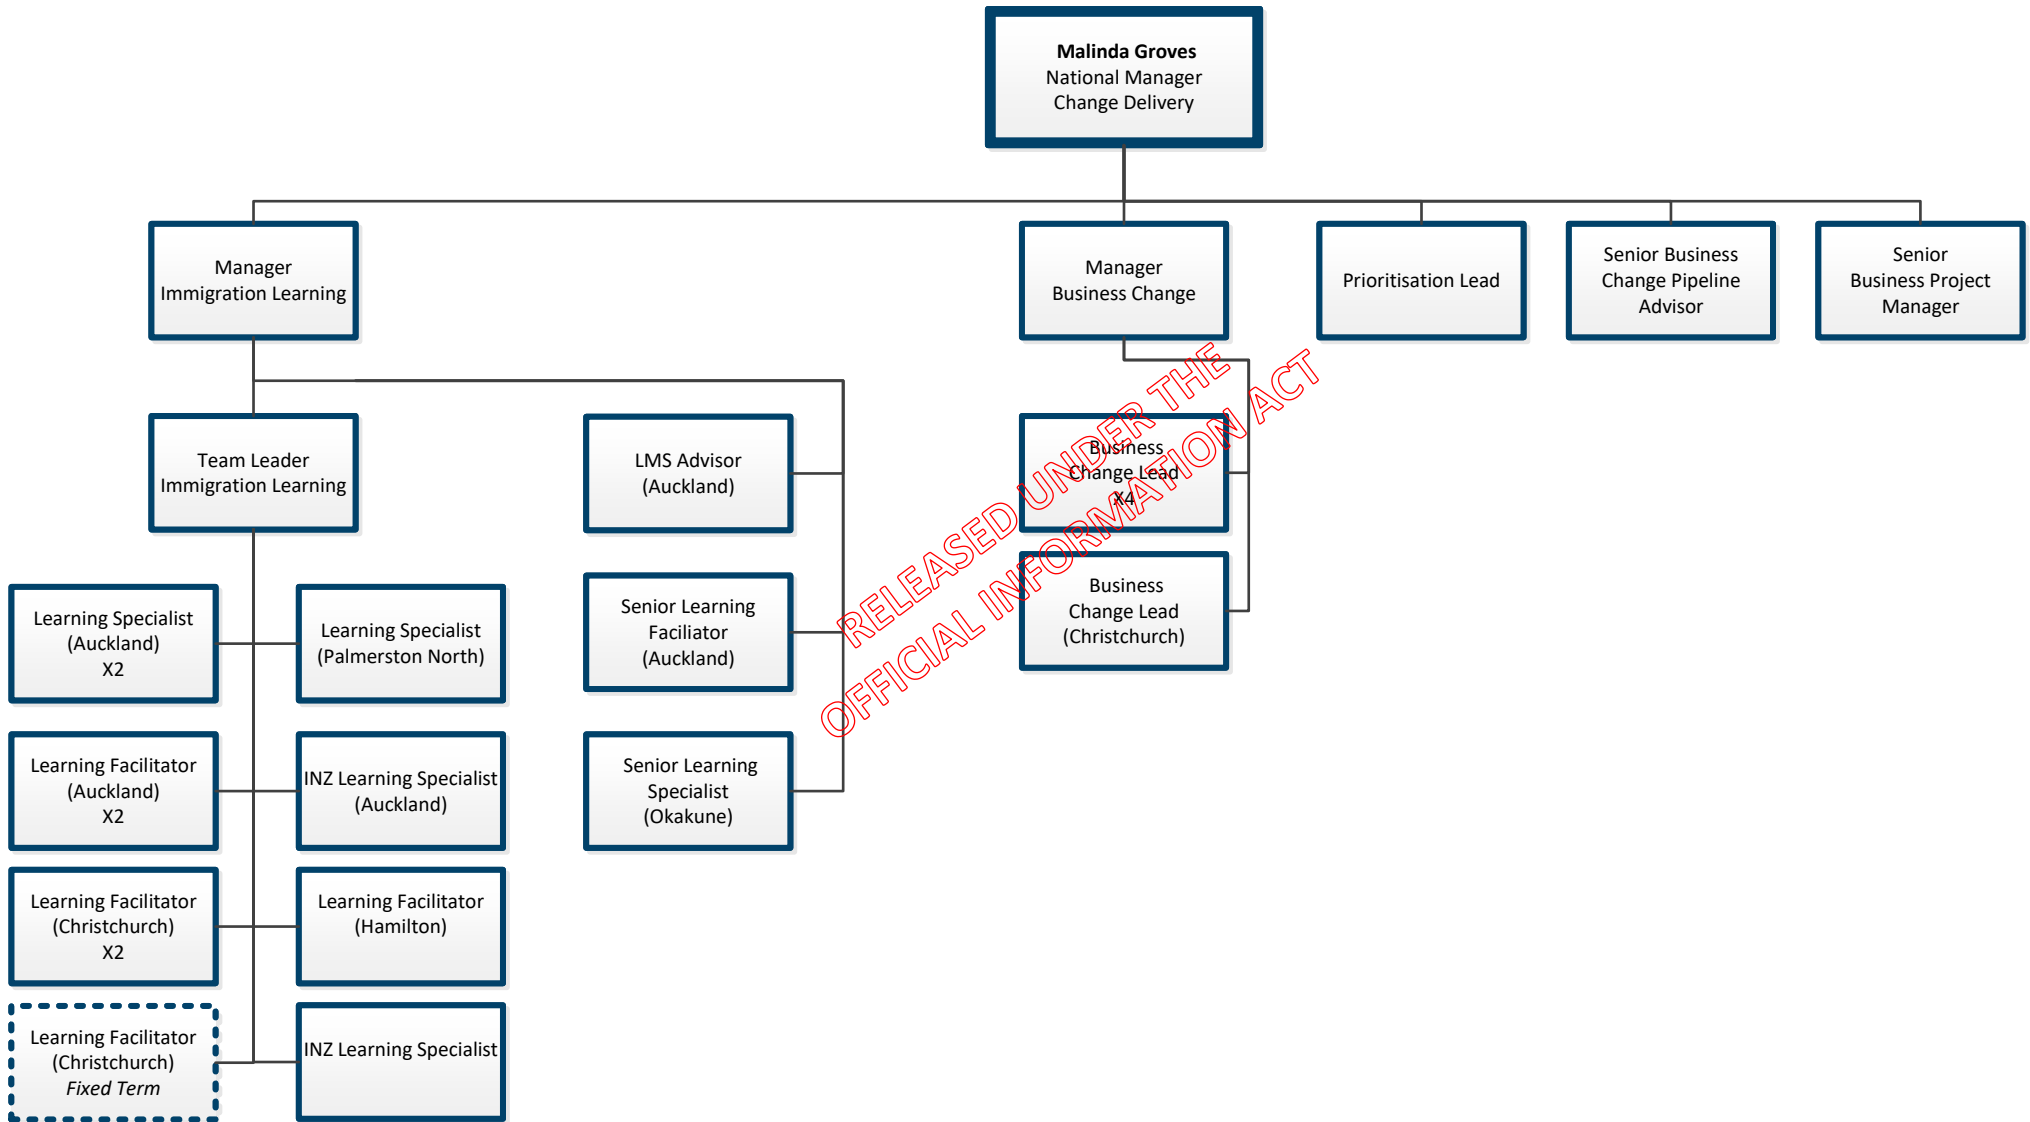 Malinda Groves
National Manager
Change Delivery
Manager
Immigration Learning
Manager
Business Change
Prioritisation Lead
Senior Business
Change Pipeline
Advisor
Senior
Business Project
Manager
Team Leader
Immigration Learning
LMS Advisor
(Auckland)
Business
Change Lead
X4
RELEASED UNDER THE
OFFICIAL INFORMATION ACT
Learning Specialist
(Auckland)
X2
Learning Specialist
(Palmerston North)
Senior Learning
Faciliator
(Auckland)
Business
Change Lead
(Christchurch)
Learning Facilitator
(Auckland)
X2
INZ Learning Specialist
(Auckland)
Senior Learning
Specialist
(Okakune)
Learning Facilitator
(Christchurch)
X2
Learning Facilitator
(Hamilton)
Learning Facilitator
(Christchurch)
Fixed Term
INZ Learning Specialist